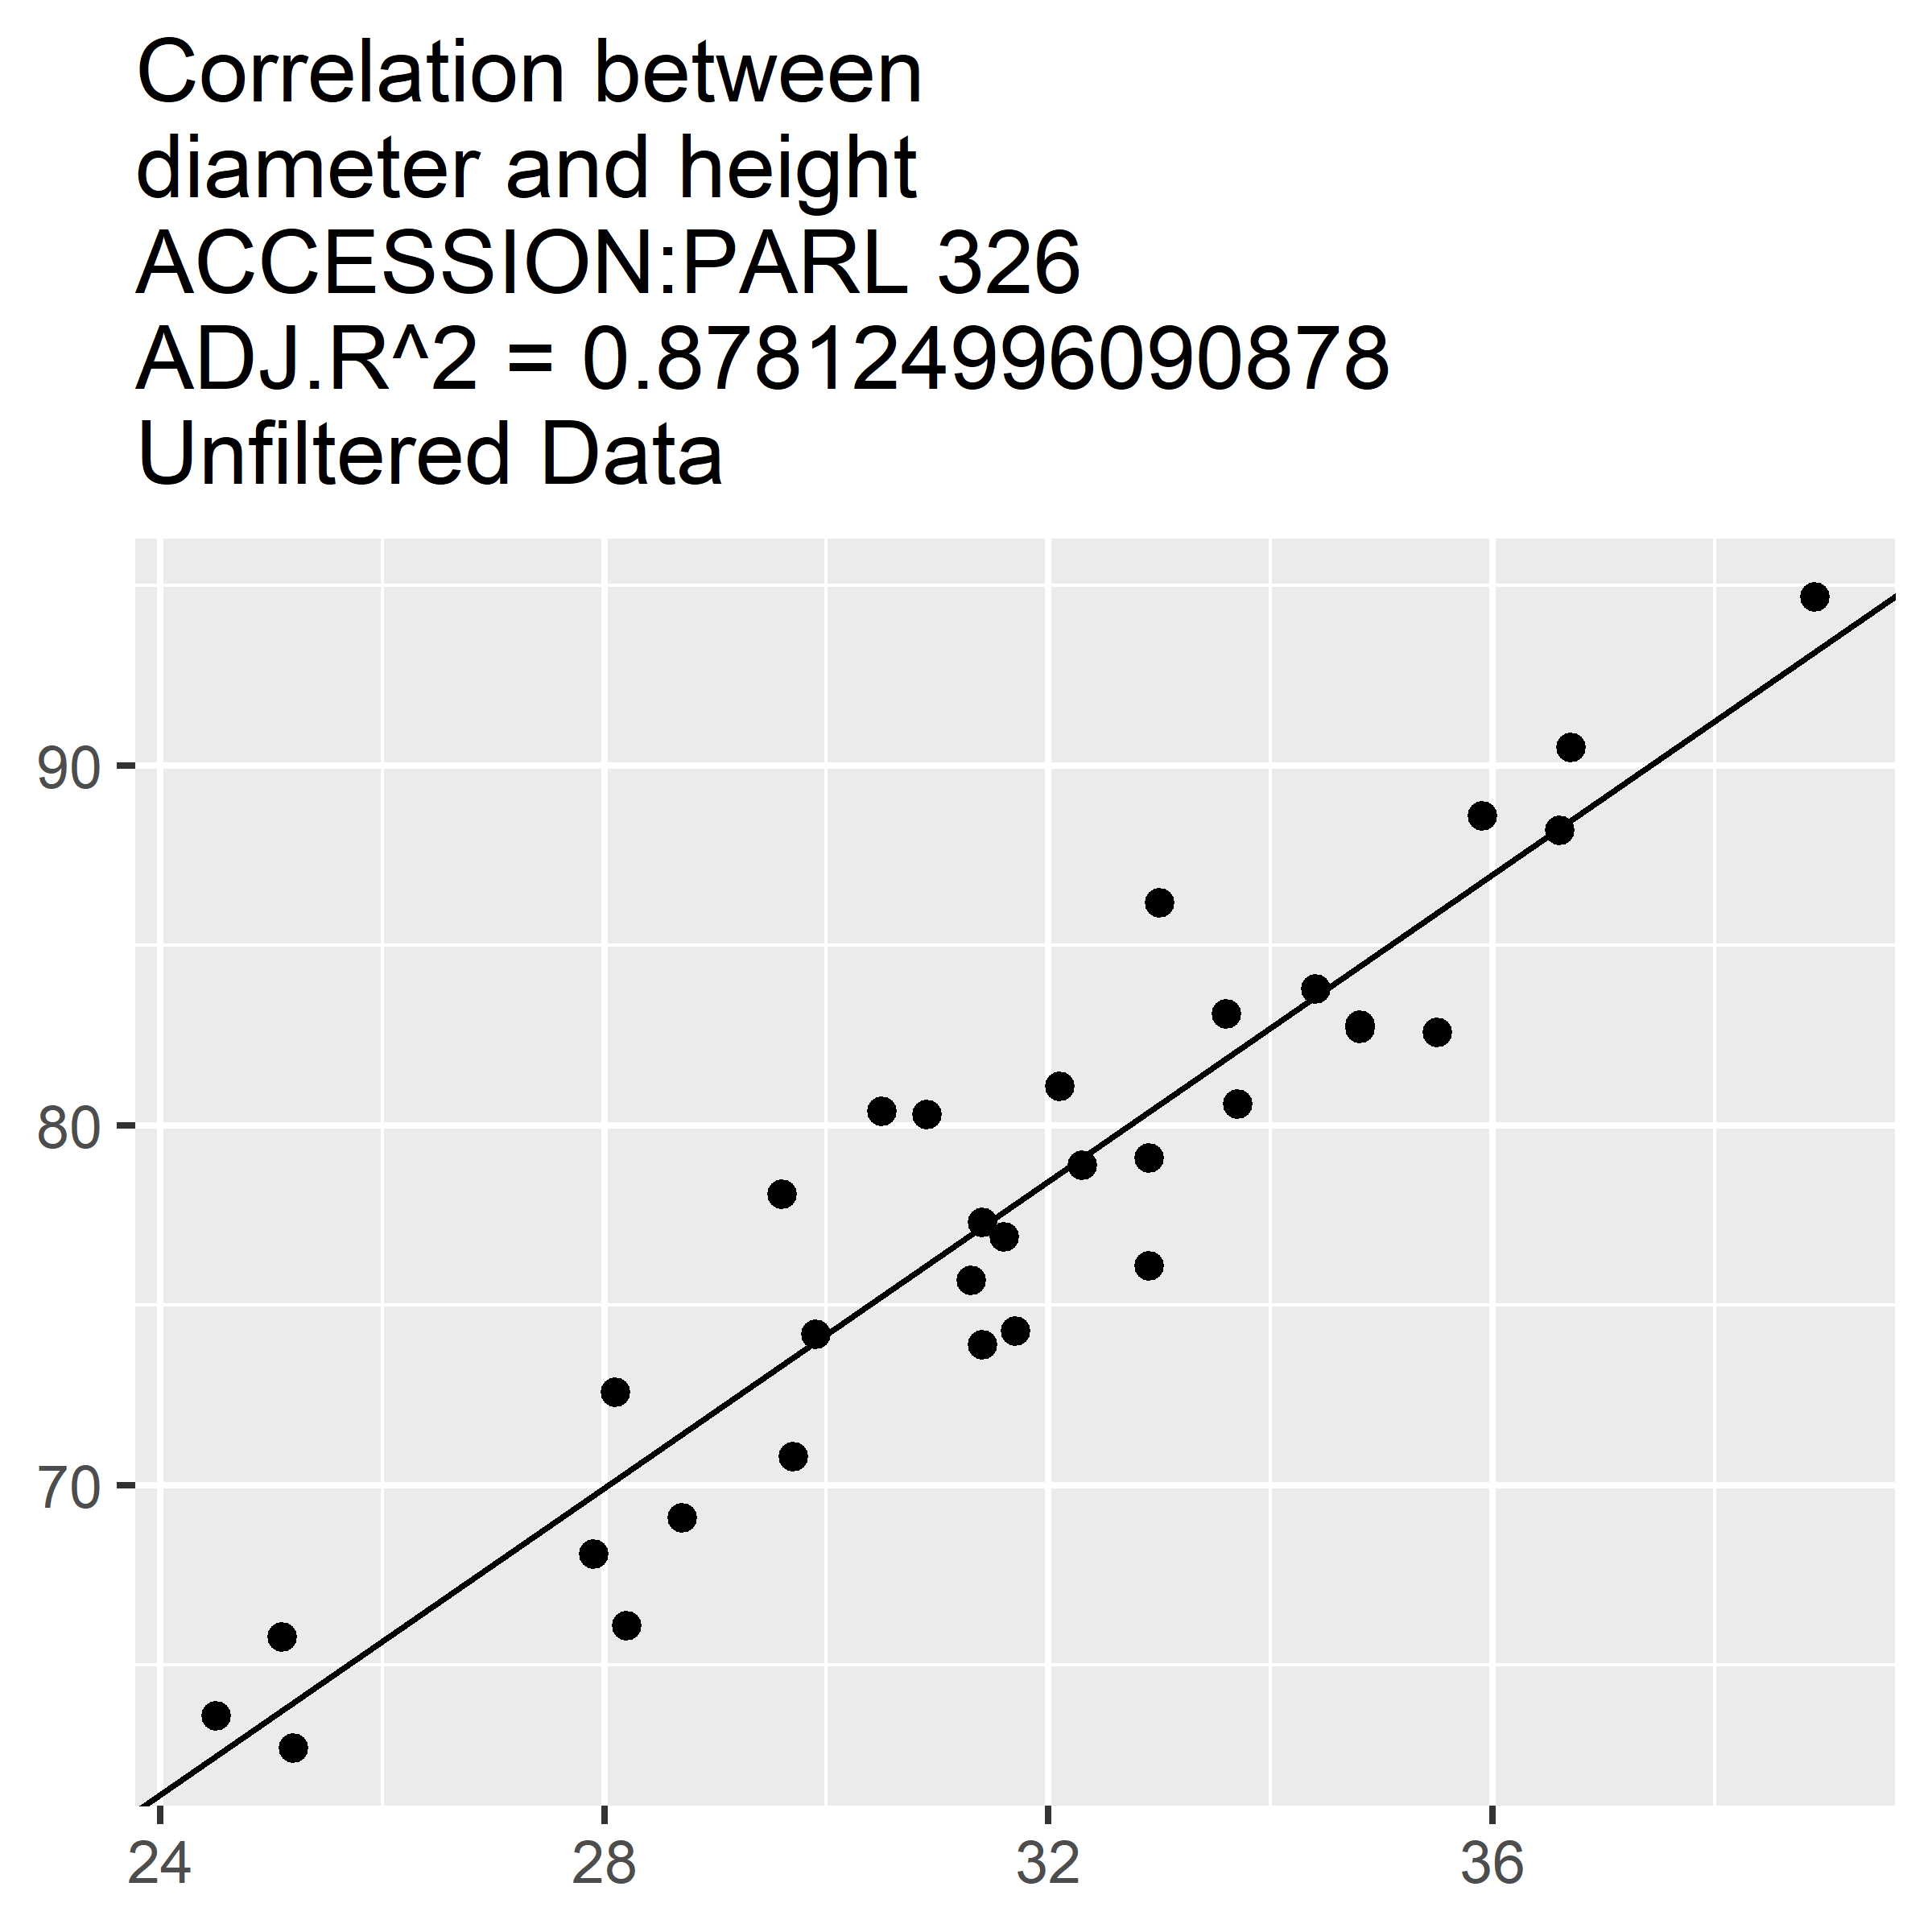 Correlation between
diameter and height
ACCESSION:PARL 326
ADJ.R^2 = 0.878124996090878
Unfiltered Data
90
80
70
24 28 32 36